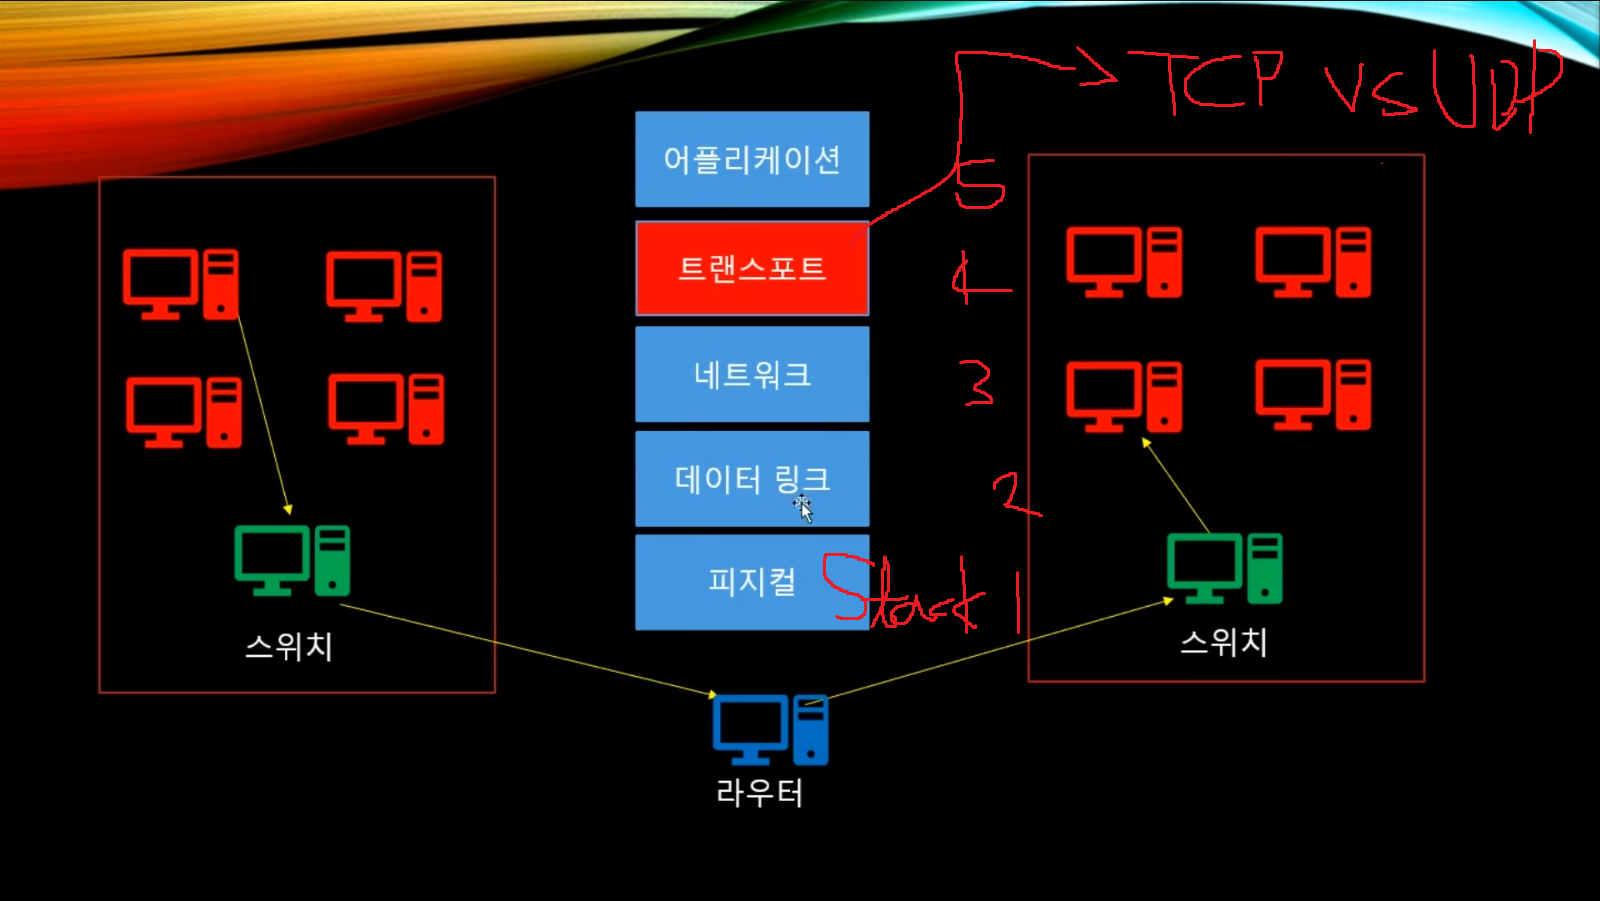 TCP vs UDP
어플리케이션
5
트랜스포트
4
네트워크
3
데이터 링크
2
피지컬
Start 1
스위치
스위치
라우터